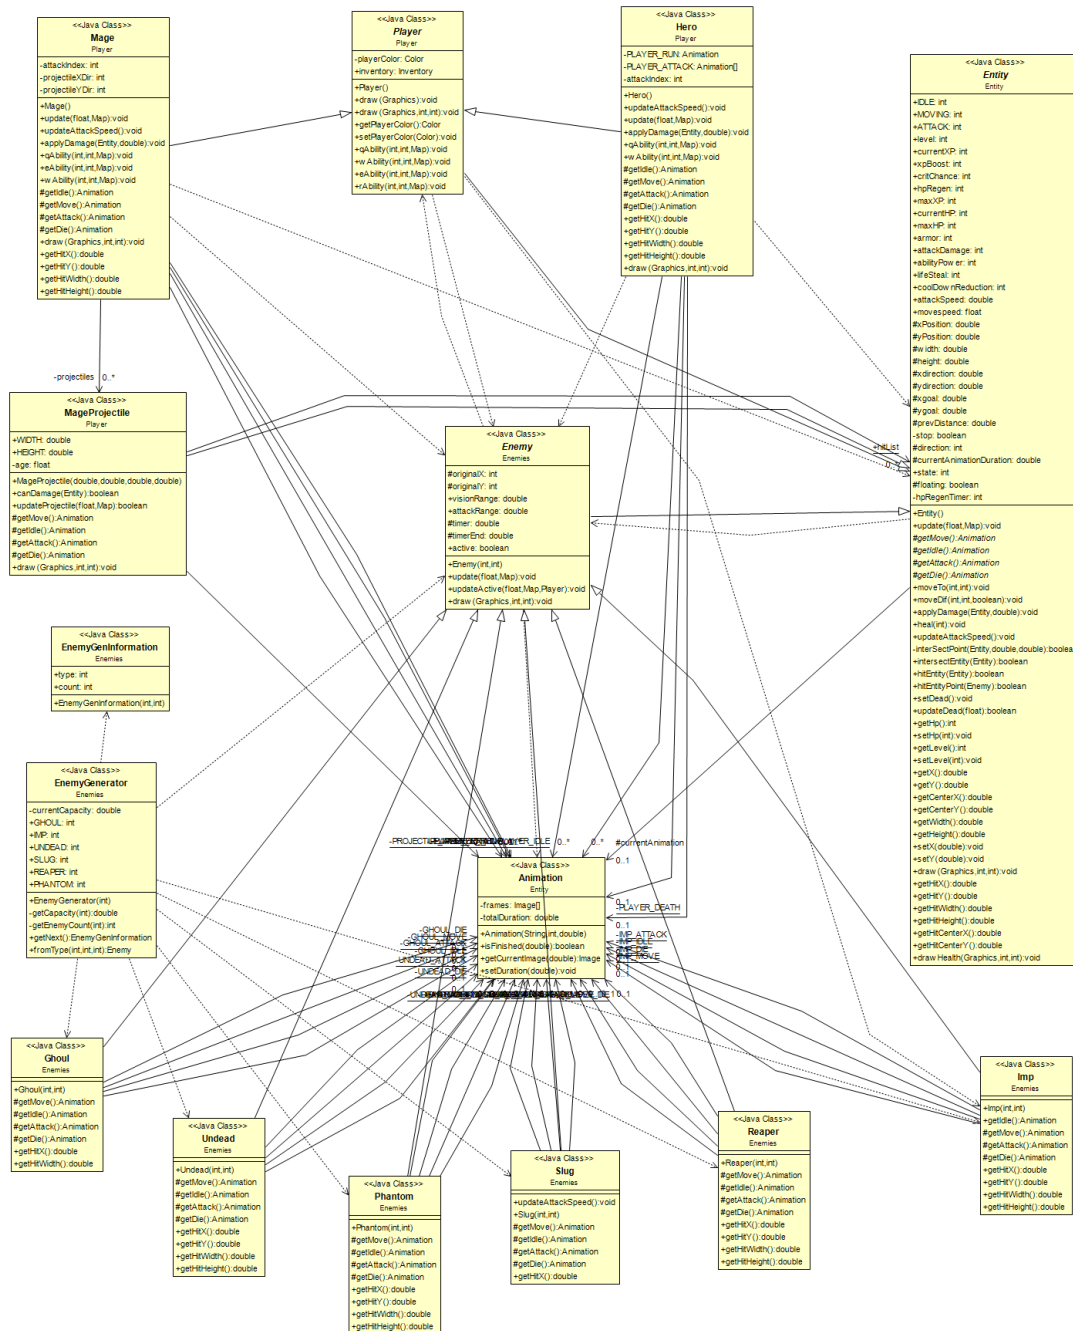 <<Java Class>>
Mage
Player
-attackIndex: int
-projectileXDir: int
-projectileYDir: int
+Mage()
+update(float,Map):void
+updateAttackSpeed():void
+applyDamage(Entity,double):void
+qAbility(int,int,Map):void
+eAbility(int,int,Map):void
+wAbility(int,int,Map):void
#getIdle():Animation
#getMove():Animation
#getAttack():Animation
#getDie():Animation
+draw(Graphics,int,int):void
+getHitX():double
+getHitY():double
+getHitWidth():double
+getHitHeight():double
<<Java Class>>
Player
Player
-playerColor: Color
+inventory: Inventory
+Player()
+draw(Graphics):void
+draw(Graphics,int,int):void
+getPlayerColor():Color
+setPlayerColor(Color):void
+qAbility(int,int,Map):void
+wAbility(int,int,Map):void
+eAbility(int,int,Map):void
+rAbility(int,int,Map):void
<<Java Class>>
Hero
Player
-PLAYER_RUN: Animation
-PLAYER_ATTACK: Animation[]
-attackIndex: int
+Hero()
+updateAttackSpeed():void
+update(float,Map):void
+applyDamage(Entity,double):void
+qAbility(int,int,Map):void
+wAbility(int,int,Map):void
#getIdle():Animation
#getMove():Animation
#getAttack():Animation
#getDie():Animation
+getHitX():double
+getHitY():double
+getHitWidth():double
+getHitHeight():double
+draw(Graphics,int,int):void
<<Java Class>>
Entity
Entity
+IDLE: int
+MOVING: int
+ATTACK: int
+level: int
+currentXP: int
+xpBoost: int
+critChance: int
+hpRegen: int
+maxXP: int
+currentHP: int
+maxHP: int
+armor: int
+attackDamage: int
+abilityPower: int
+lifeSteal: int
+coolDownReduction: int
+attackSpeed: double
+movespeed: float
#xPosition: double
#yPosition: double
#width: double
#height: double
#xdirection: double
#ydirection: double
#xgoal: double
#ygoal: double
#prevDistance: double
-stop: boolean
#direction: int
#currentAnimationDuration: double
+state: int
#floating: boolean
-hpRegenTimer: int
+Entity()
+update(float,Map):void
#getMove():Animation
#getIdle():Animation
#getAttack():Animation
#getDie():Animation
+moveTo(int,int):void
+moveDif(int,int,boolean):void
+applyDamage(Entity,double):void
+heal(int):void
+updateAttackSpeed():void
-interSectPoint(Entity,double,double):boolea
+intersectEntity(Entity):boolean
+hitEntity(Entity):boolean
+hitEntityPoint(Enemy):boolean
+setDead():void
+updateDead(float):boolean
+getHp():int
+setHp(int):void
+getLevel():int
+setLevel(int):void
+getX():double
+getY():double
+getCenterX():double
+getCenterY():double
+getWidth():double
+getHeight():double
+setX(double):void
+setY(double):void
+draw(Graphics,int,int):void
+getHitX():double
+getHitY():double
+getHitWidth():double
+getHitHeight():double
+getHitCenterX():double
+getHitCenterY():double
+drawHealth(Graphics,int,int):void
-projectiles 0..*
+hitList
<<Java Class>>
MageProjectile
Player
+WIDTH: double
+HEIGHT: double
-age: float
+MageProjectile(double,double,double,double)
+canDamage(Entity):boolean
+updateProjectile(float,Map):boolean
#getMove():Animation
#getIdle():Animation
#getAttack():Animation
#getDie():Animation
+draw(Graphics,int,int):void
<<Java Class>>
Enemy
Enemies
#originalX: int
#originalY: int
+visionRange: double
+attackRange: double
#timer: double
#timerEnd: double
+active: boolean
+Enemy(int,int)
+update(float,Map):void
+updateActive(float,Map,Player):void
+draw(Graphics,int,int):void
<<Java Class>>
EnemyGenInformation
Enemies
+type: int
+count: int
+EnemyGenInformation(int,int)
<<Java Class>>
EnemyGenerator
Enemies
-currentCapacity: double
+GHOUL: int
+IMP: int
+UNDEAD: int
+SLUG: int
+REAPER: int
+PHANTOM: int
+EnemyGenerator(int)
-getCapacity(int):double
-getEnemyCount(int):int
+getNext():EnemyGenInformation
+fromType(int,int,int):Enemy
0..* 0..* #currentAnimation
0..1
<<Java Class>>
Animation
Entity
-frames: Image[]
-totalDuration: double
+Animation(String,int,double)
+isFinished(double):boolean
+getCurrentImage(double):Image
+setDuration(double):void
0..1
-PLAYER_DEATH
0..1
-GHOUL_DIE
-GHOUL_MOVE
-GHOUL_ATTACK
-GHOUL_IDLE
-UNDEAD_ATTACK
-UNDEAD_DIE
-IMP_ATTACK
-IMP_IDLE
-IMP_DIE
-IMP_MOVE
0..1
0..1
<<Java Class>>
Ghoul
Enemies
+Ghoul(int,int)
#getMove():Animation
#getIdle():Animation
#getAttack():Animation
#getDie():Animation
+getHitX():double
+getHitWidth():double
<<Java Class>>
Undead
Enemies
+Undead(int,int)
#getMove():Animation
#getIdle():Animation
#getAttack():Animation
#getDie():Animation
+getHitX():double
+getHitY():double
+getHitWidth():double
+getHitHeight():double
<<Java Class>>
Phantom
Enemies
+Phantom(int,int)
#getMove():Animation
#getIdle():Animation
#getAttack():Animation
#getDie():Animation
+getHitX():double
+getHitY():double
+getHitWidth():double
+getHitHeight():double
<<Java Class>>
Slug
Enemies
+updateAttackSpeed():void
+Slug(int,int)
#getMove():Animation
#getIdle():Animation
#getAttack():Animation
#getDie():Animation
+getHitX():double
<<Java Class>>
Reaper
Enemies
+Reaper(int,int)
#getMove():Animation
#getIdle():Animation
#getAttack():Animation
#getDie():Animation
+getHitX():double
+getHitY():double
+getHitWidth():double
+getHitHeight():double
<<Java Class>>
Imp
Enemies
+Imp(int,int)
+getIdle():Animation
#getMove():Animation
#getAttack():Animation
#getDie():Animation
+getHitX():double
+getHitY():double
+getHitWidth():double
+getHitHeight():double